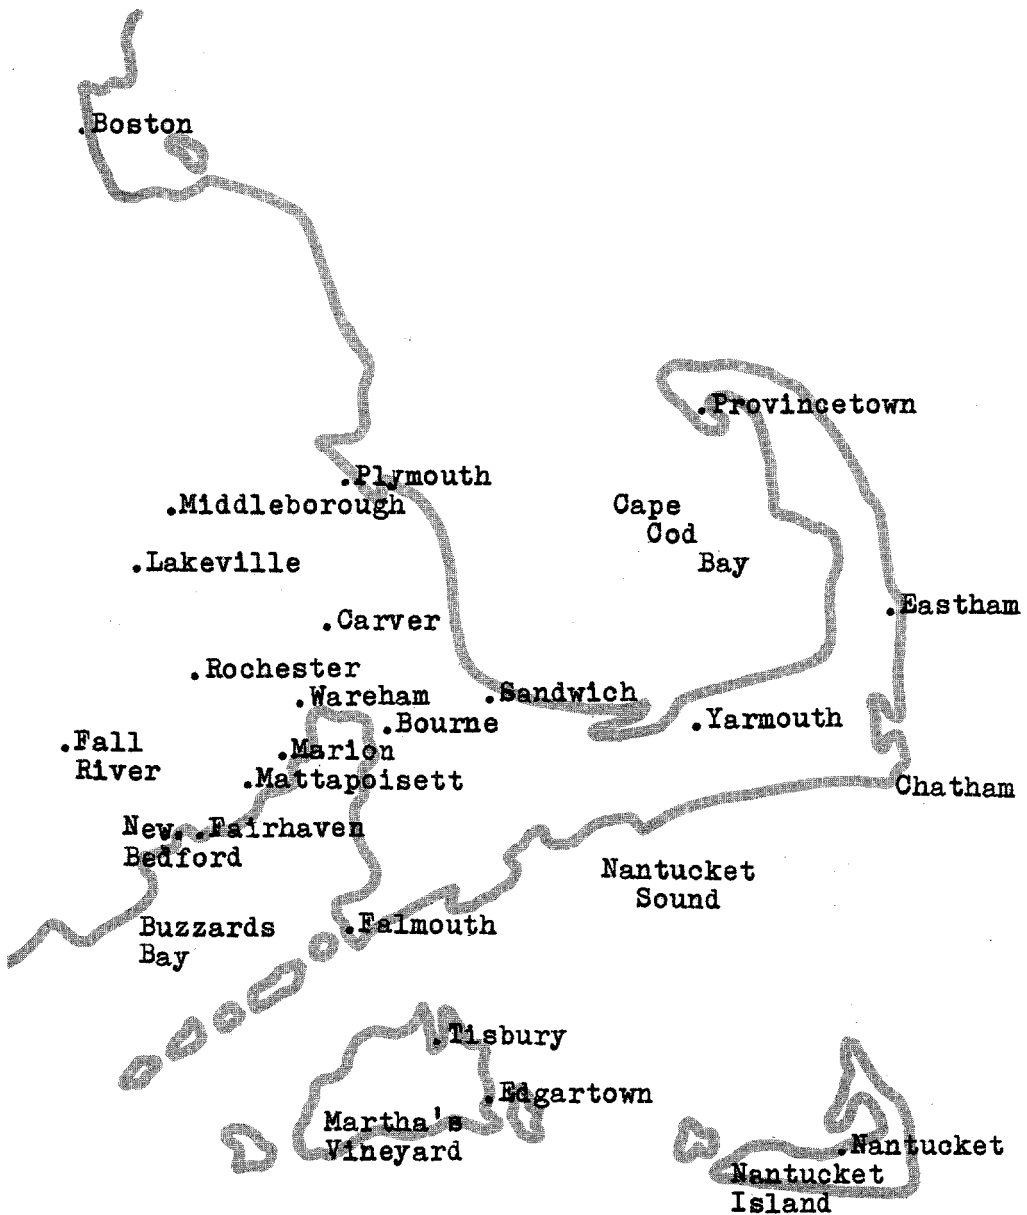 Boston
Provincetown
Plymouth
Middleborough
Cape
Cod
Bay
Lakeville
Eastham
Carver
Rochester
Wareham
Sandwich
Bourne
Yarmouth
Fall
River
Marion
Mattapoisett
Chatham
New
Bedford
Fairhaven
Nantucket
Sound
Buzzards
Bay
Falmouth
Tisbury
Edgartown
Martha's
Vineyard
Nantucket
Nantucket
Island